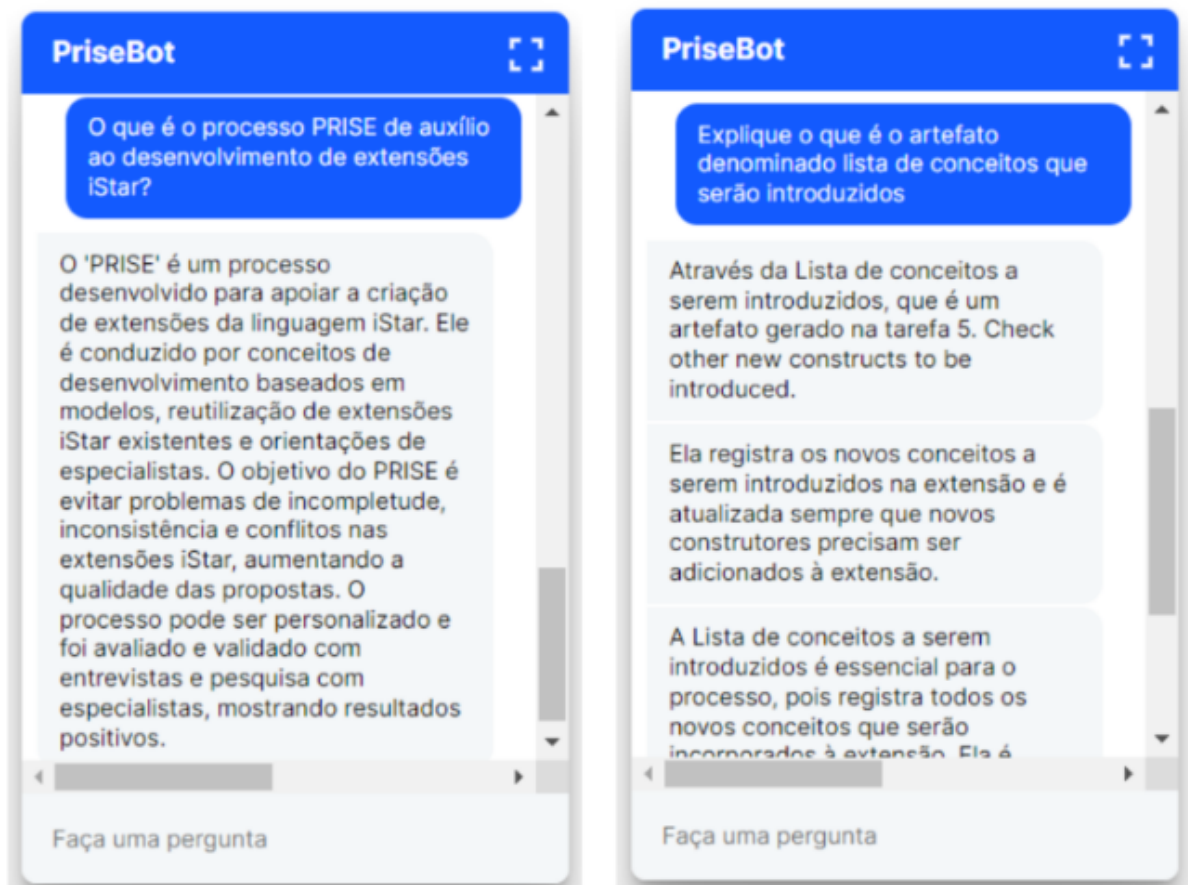 PriseBot
O que é o processo PRISE de auxílio
ao desenvolvimento de extensões
iStar?
O 'PRISE' é um processo
desenvolvido para apoiar a criação
de extensões da linguagem iStar. Ele
é conduzido por conceitos de
desenvolvimento baseados em
modelos, reutilização de extensões
iStar existentes e orientações de
especialistas. O objetivo do PRISE é
evitar problemas de incompletude,
inconsistência e conflitos nas
extensões iStar, aumentando a
qualidade das propostas. O
processo pode ser personalizado e
foi avaliado e validado com
entrevistas e pesquisa com
especialistas, mostrando resultados
positivos.
Faça uma pergunta
PriseBot
Explique o que é o artefato
denominado lista de conceitos que
serão introduzidos
Através da Lista de conceitos a
serem introduzidos, que é um
artefato gerado na tarefa 5. Check
other new constructs to be
introduced.
Ela registra os novos conceitos a
serem introduzidos na extensão e é
atualizada sempre que novos
construtores precisam ser
adicionados à extensão.
A Lista de conceitos a serem
introduzidos é essencial para o
processo, pois registra todos os
novos conceitos que serão
incorporados à extensão. Ela é
Faça uma pergunta